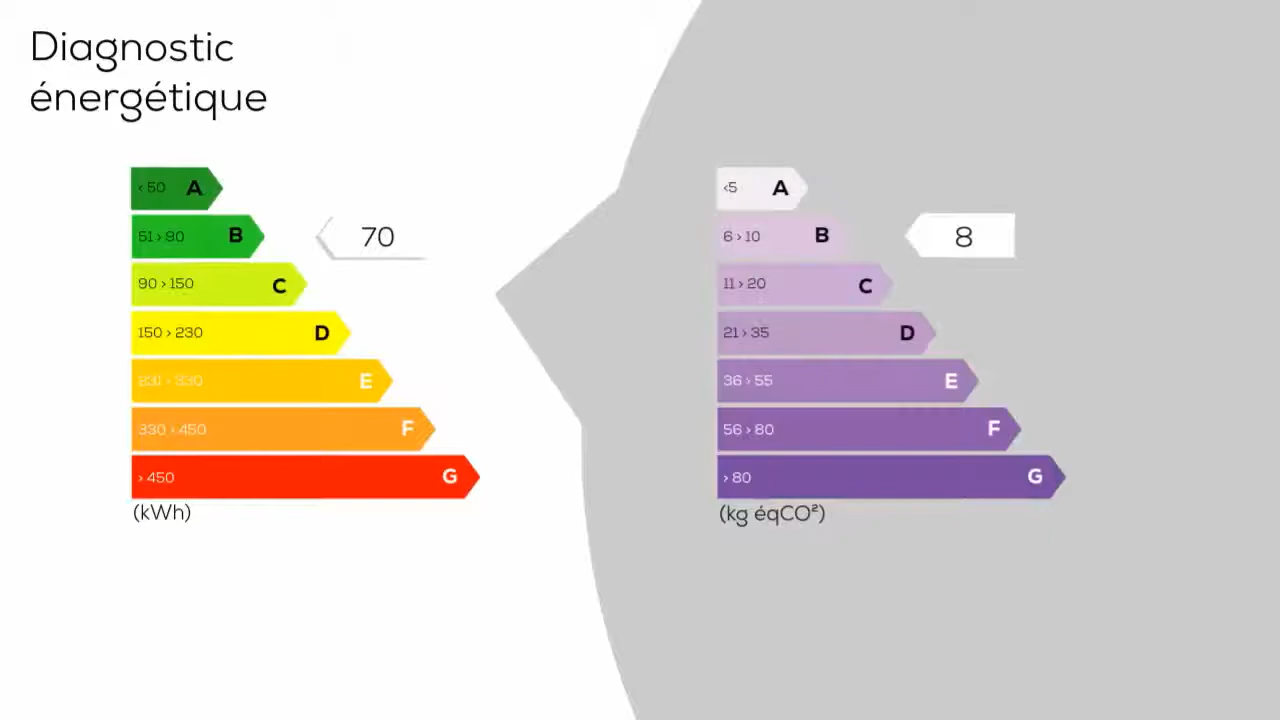 Diagnostic
énergétique
< 50 A
51 > 90 B
70
90 > 150 C
150 > 230 D
231 > 330 E
330 > 450 F
> 450 G
(kWh)
<5 A
6 > 10 B
8
11 > 20 C
21 > 35 D
36 > 55 E
56 > 80 F
> 80 G
(kg éqCO²)